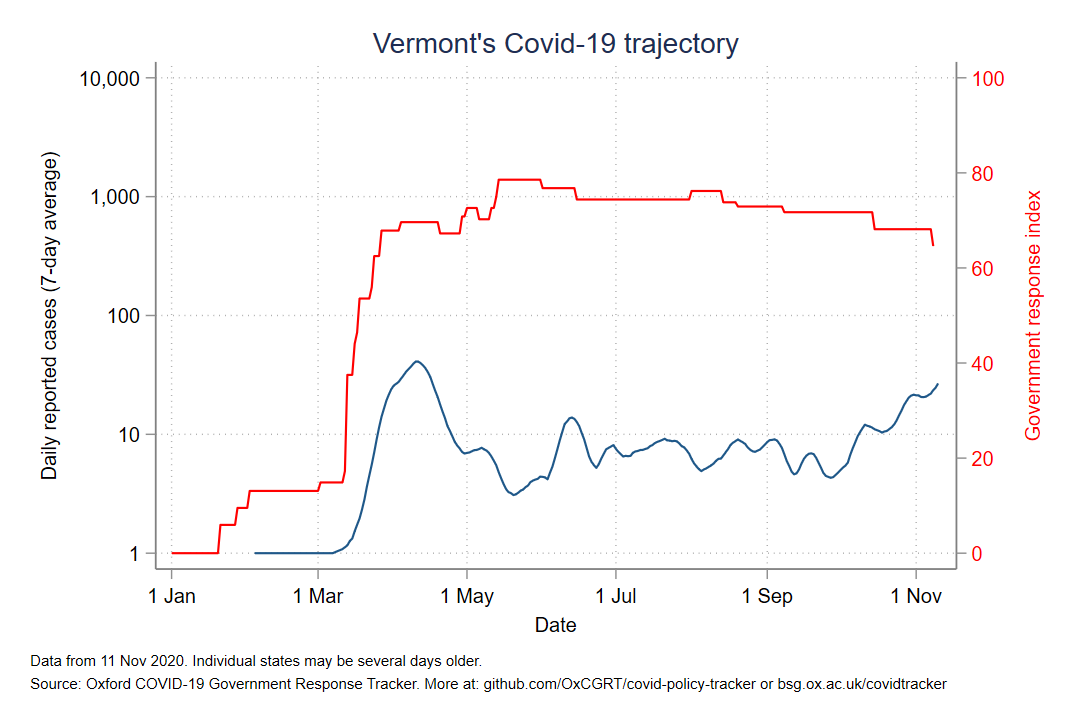 Vermont's Covid-19 trajectory
10,000
1,000
100
10
1
Daily reported cases (7-day average)
100
80
60
40
20
0
Government response index
1 Jan
1 Mar
1 May
1 Jul
1 Sep
1 Nov
Date
Data from 11 Nov 2020. Individual states may be several days older.
Source: Oxford COVID-19 Government Response Tracker. More at: github.com/OxCGRT/covid-policy-tracker or bsg.ox.ac.uk/covidtracker